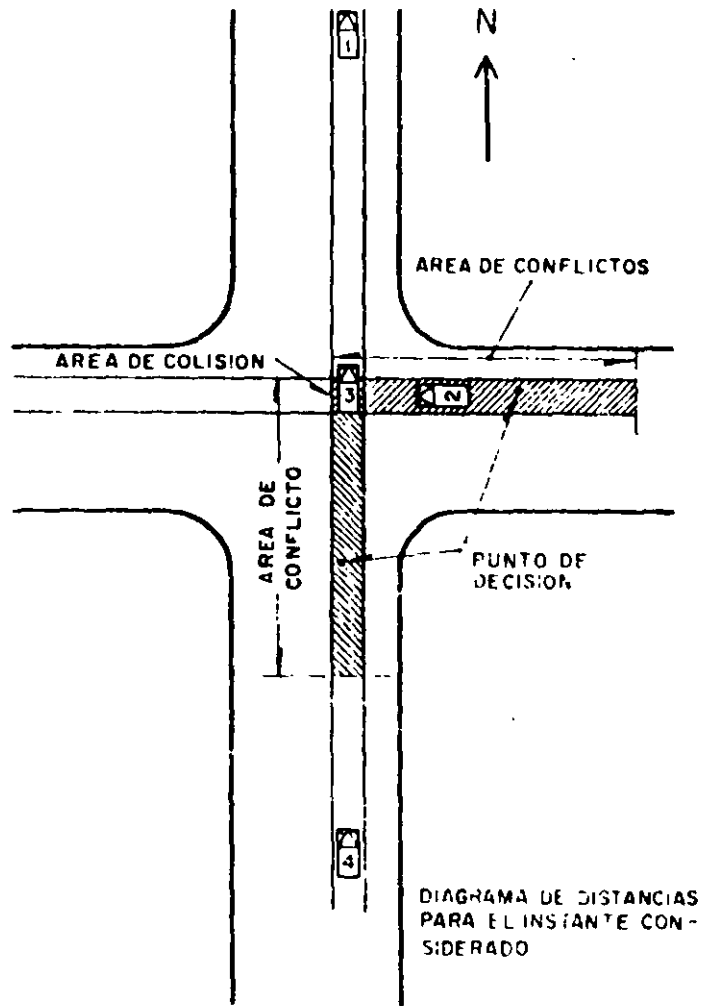 1
N
AREA DE CONFLICTOS
AREA DE COLISION
3
2
AREA DE
CONFLICTO
PUNTO DE
DECISION
4
DIAGRAMA DE DISTANCIAS
PARA EL INSTANTE CON-
SIDERADO